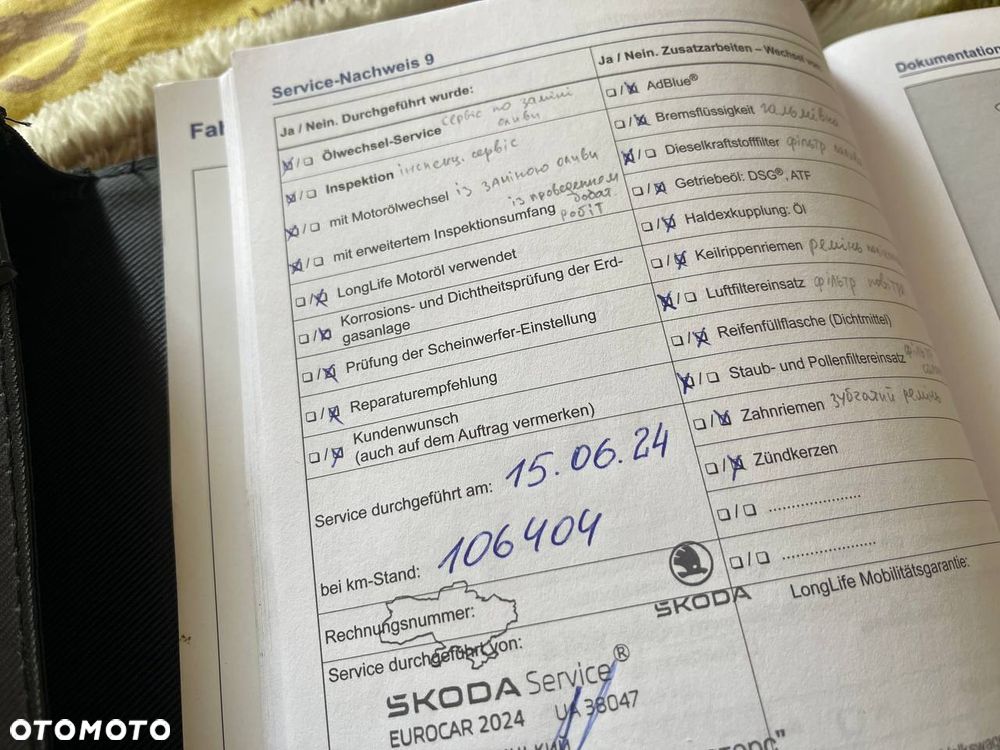 Fab
Service-Nachweis 9
Ja / Nein. Durchgeführt wurde:
☒/☐ Ölwechsel-Service сервіс по заміні оливи
☒/☐ Inspektion інспекц. сервіс
☒/☐ mit Motorölwechsel із заміною оливи
☒/☐ mit erweitertem Inspektionsumfang із проведенням додат. робіт
☐/☒ LongLife Motoröl verwendet
☐/☒ Korrosions- und Dichtheitsprüfung der Erd-
gasanlage
☐/☒ Prüfung der Scheinwerfer-Einstellung
☐/☒ Reparaturempfehlung
☐/☒ Kundenwunsch
(auch auf dem Auftrag vermerken)
Service durchgeführt am: 15.06.24
bei km-Stand: 106404
Rechnungsnummer:
Service durchgeführt von:
SKODA
SKODA Service®
EUROCAR 2024 UA 38047
Ja / Nein. Zusatzarbeiten – Wechsel
☐/☒ AdBlue®
☐/☒ Bremsflüssigkeit гальмівна
☒/☐ Dieselkraftstofffilter фільтр
☐/☒ Getriebeöl: DSG®, ATF
☐/☒ Haldexkupplung: Öl
☐/☒ Keilrippenriemen ремінь
☒/☐ Luftfiltereinsatz фільтр повітр
☐/☒ Reifenfüllflasche (Dichtmittel)
☒/☐ Staub- und Pollenfiltereinsatz
☐/☒ Zahnriemen зубчатий ремінь
☐/☒ Zündkerzen
☐/☐ .....................
☐/☐ .....................
LongLife Mobilitätsgarantie:
Dokumentation
OTOMOTO